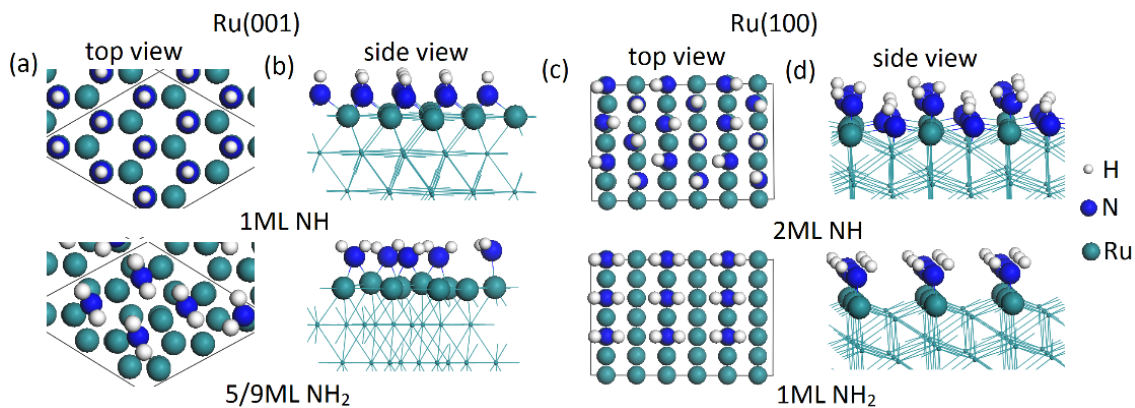 Ru(001) Ru(100)
(a) top view (b) side view (c) top view (d) side view
1ML NH 2ML NH
H
N
Ru
5/9ML NH₂ 1ML NH₂